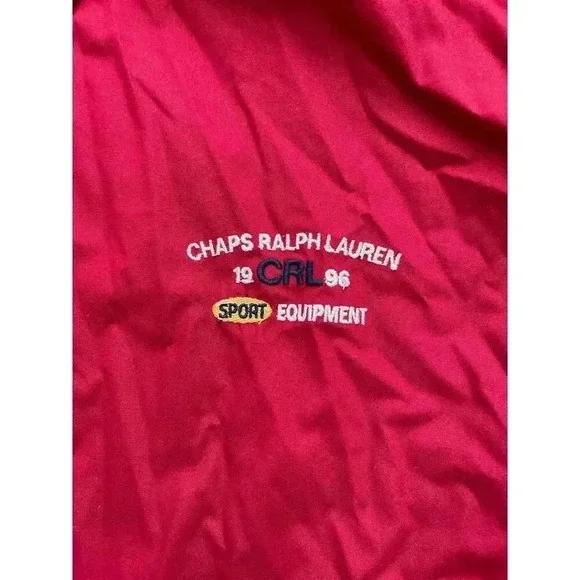 CHAPS RALPH LAUREN
19 CRL 96
SPORT EQUIPMENT